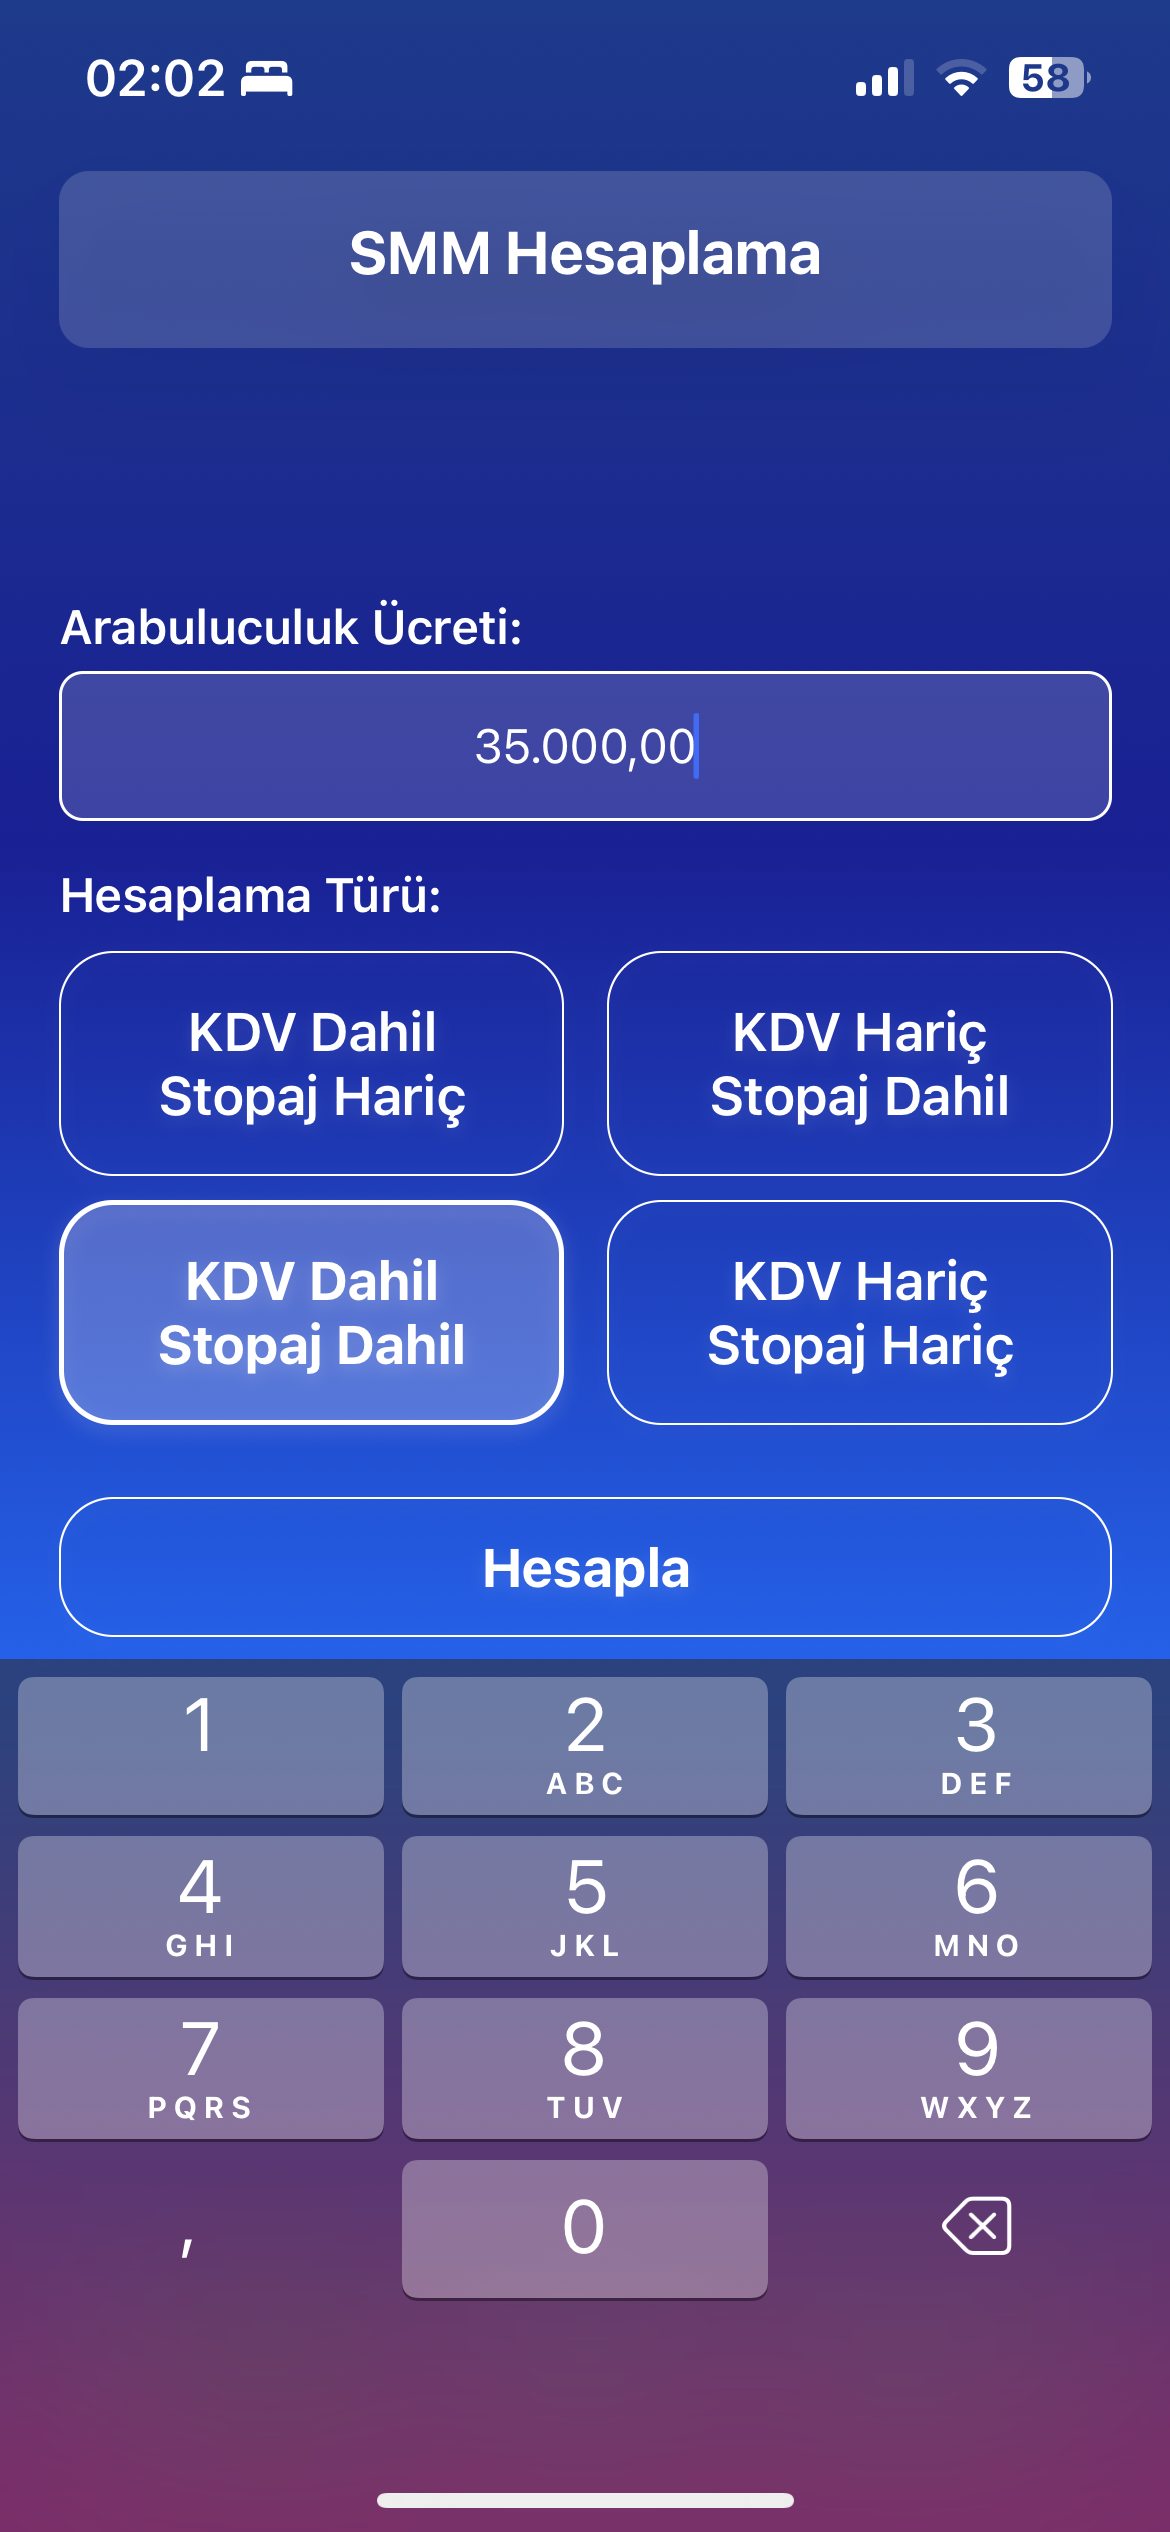 02:02
58
SMM Hesaplama
Arabuluculuk Ücreti:
35.000,00
Hesaplama Türü:
KDV Dahil
Stopaj Hariç
KDV Hariç
Stopaj Dahil
KDV Dahil
Stopaj Dahil
KDV Hariç
Stopaj Hariç
Hesapla
1
2
ABC
3
DEF
4
GHI
5
JKL
6
MNO
7
PQRS
8
TUV
9
WXYZ
,
0